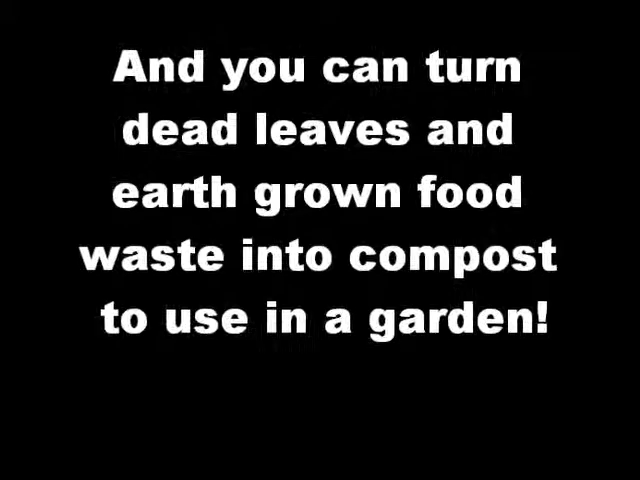 And you can turn
dead leaves and
earth grown food
waste into compost
to use in a garden!